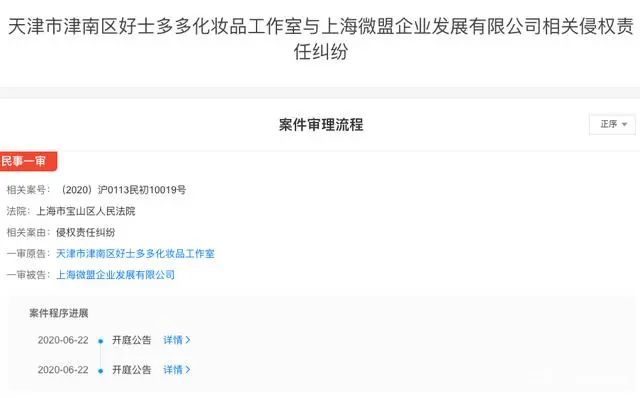 天津市津南区好士多多化妆品工作室与上海微盟企业发展有限公司相关侵权责
任纠纷
案件审理流程
正序
民事一审
相关案号：（2020）沪0113民初10019号
法院：上海市宝山区人民法院
相关案由：侵权责任纠纷
一审原告：天津市津南区好士多多化妆品工作室
一审被告：上海微盟企业发展有限公司
案件程序进展
2020-06-22 开庭公告 详情
2020-06-22 开庭公告 详情